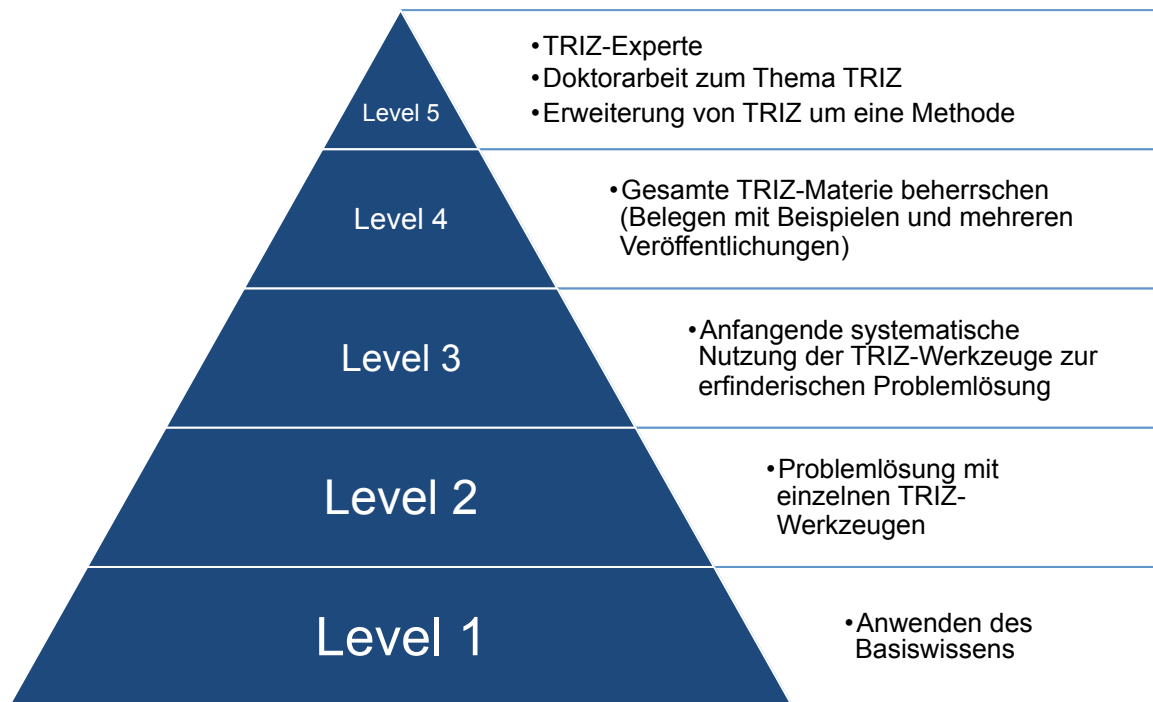 Level 5
•TRIZ-Experte
•Doktorarbeit zum Thema TRIZ
•Erweiterung von TRIZ um eine Methode
Level 4
•Gesamte TRIZ-Materie beherrschen
(Belegen mit Beispielen und mehreren
Veröffentlichungen)
Level 3
•Anfangende systematische
Nutzung der TRIZ-Werkzeuge zur
erfinderischen Problemlösung
Level 2
•Problemlösung mit
einzelnen TRIZ-
Werkzeugen
Level 1
•Anwenden des
Basiswissens